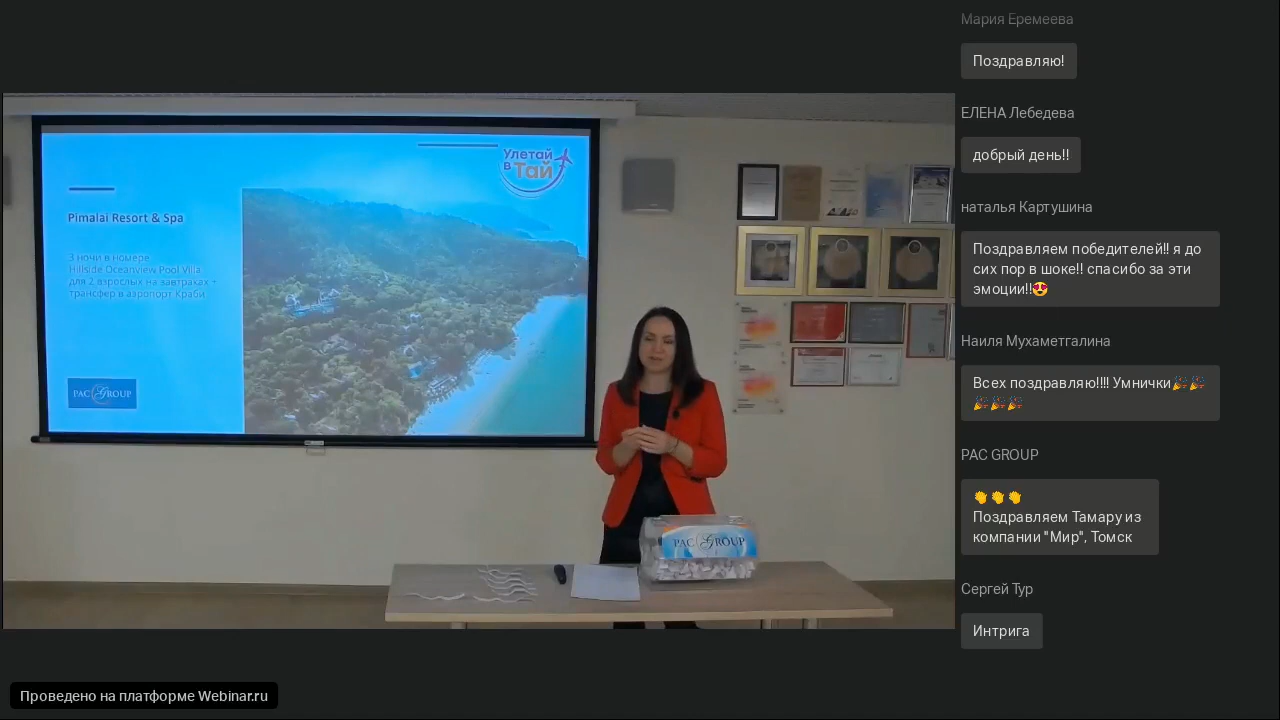 Улетай
в Тай
Pimalai Resort & Spa
3 ночи в номере
Hillside Oceanview Pool Villa
для 2 взрослых на завтраках +
трансфер в аэропорт Краби
PAC GROUP
PAC GROUP
Мария Еремеева
Поздравляю!
ЕЛЕНА Лебедева
добрый день!!
наталья Картушина
Поздравляем победителей!! я до
сих пор в шоке!! спасибо за эти
эмоции!!😍
Наиля Мухаметгалина
Всех поздравляю!!!! Умнички🎉🎉
🎉🎉🎉
PAC GROUP
👏👏👏
Поздравляем Тамару из
компании "Мир", Томск
Сергей Тур
Интрига
Проведено на платформе Webinar.ru